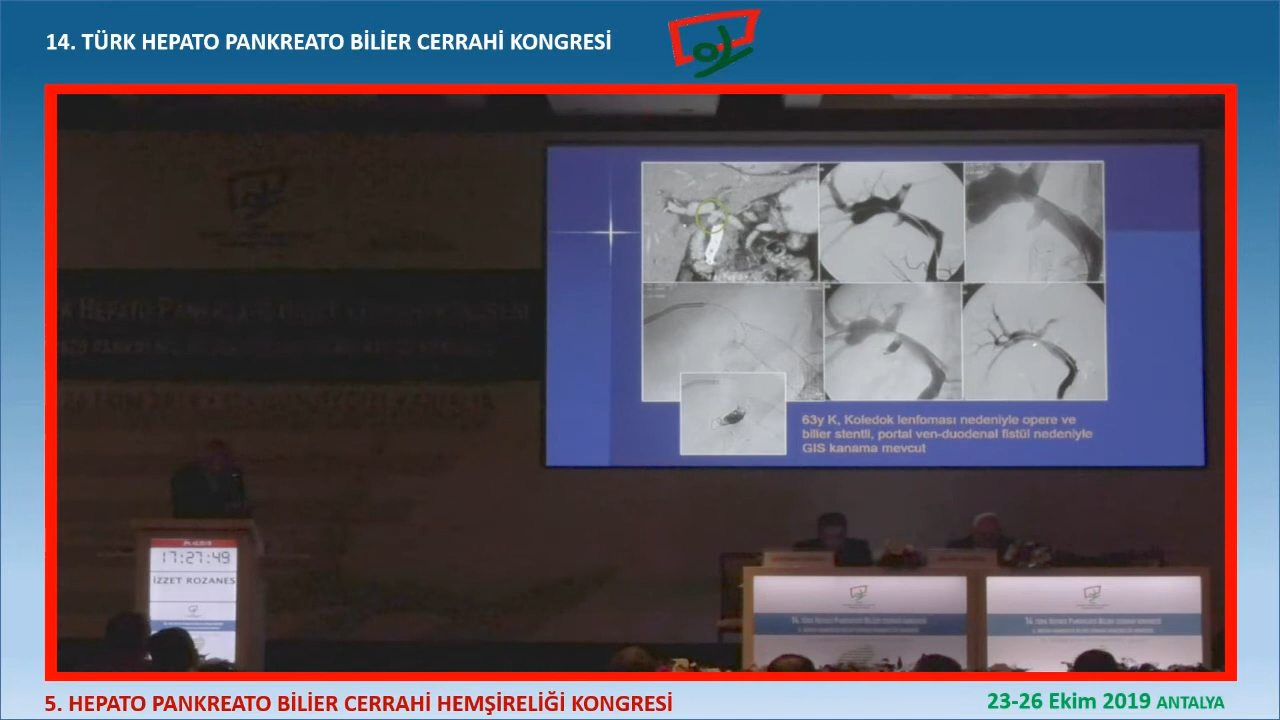 14. TÜRK HEPATO PANKREATO BİLİER CERRAHİ KONGRESİ
63y K, Koledok lenfoması nedeniyle opere ve
bilier stentli, portal ven-duodenal fistül nedeniyle
GIS kanama mevcut
17:27:49
İZZET ROZANES
5. HEPATO PANKREATO BİLİER CERRAHİ HEMŞİRELİĞİ KONGRESİ
23-26 Ekim 2019 ANTALYA